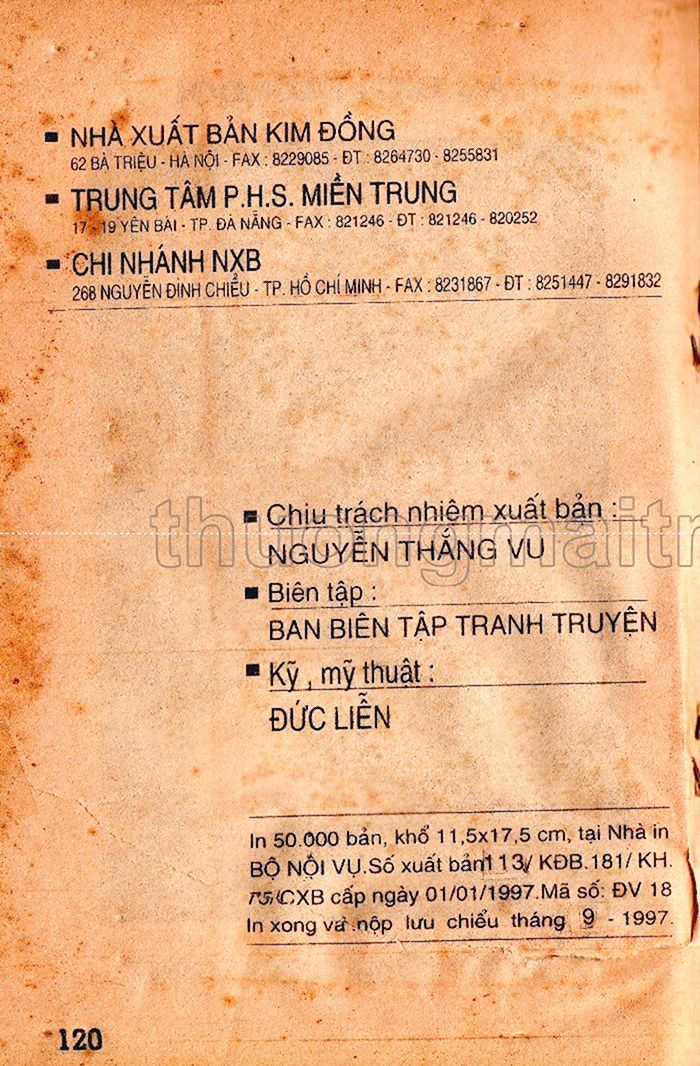 NHÀ XUẤT BẢN KIM ĐỒNG
62 BÀ TRIỆU - HÀ NỘI - FAX : 8229085 - ĐT : 8264730 - 8255831
TRUNG TÂM P.H.S. MIỀN TRUNG
17 - 19 YÊN BÁI - TP. ĐÀ NẴNG - FAX : 821246 - ĐT : 821246 - 820252
CHI NHÁNH NXB
268 NGUYỄN ĐÌNH CHIỂU - TP. HỒ CHÍ MINH - FAX : 8231867 - ĐT : 8251447 - 8291832
Chịu trách nhiệm xuất bản :
thuongmaitr
NGUYỄN THẮNG VU
Biên tập :
BAN BIÊN TẬP TRANH TRUYỆN
Kỹ , mỹ thuật :
ĐỨC LIỄN
In 50.000 bản, khổ 11,5x17,5 cm, tại Nhà in
BỘ NỘI VỤ.Số xuất bản 113/ KĐB.181/ KH.
CXB cấp ngày 01/01/1997.Mã số: ĐV 18
In xong và nộp lưu chiểu tháng 9 - 1997.
120